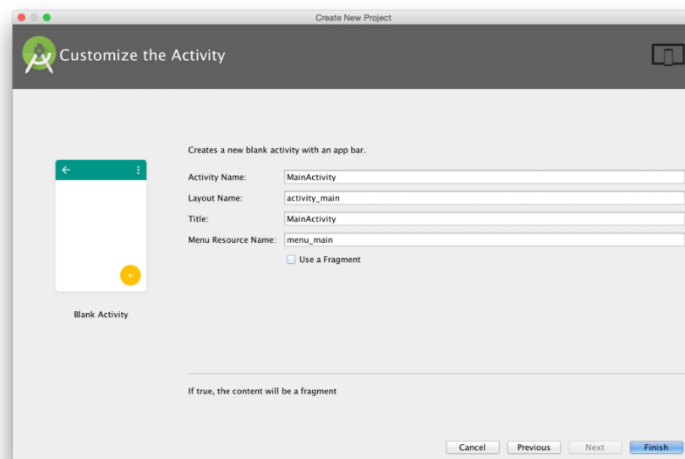 Create New Project
Customize the Activity
Creates a new blank activity with an app bar.
Activity Name: MainActivity
Layout Name: activity_main
Title: MainActivity
Menu Resource Name: menu_main
Use a Fragment
Blank Activity
If true, the content will be a fragment
Cancel Previous Next Finish